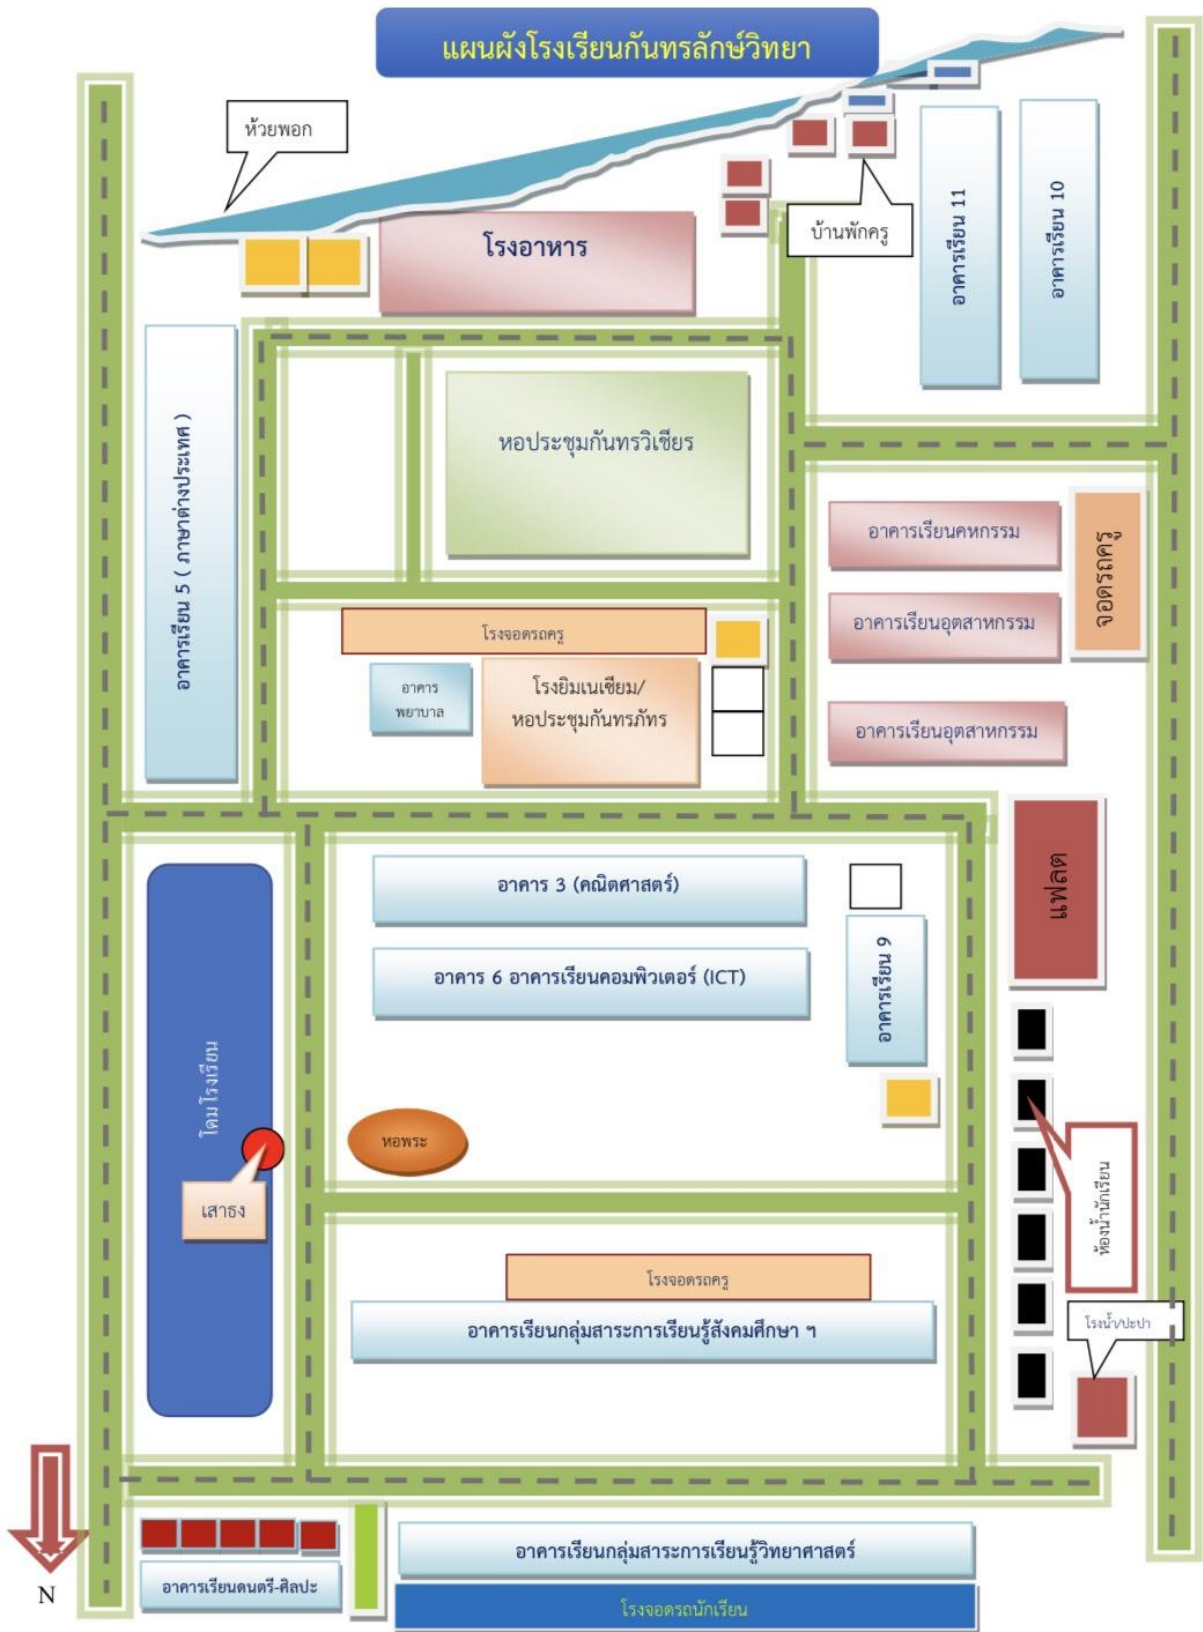 แผนผังโรงเรียนกันทรลักษ์วิทยา
ห้วยพอก
บ้านพักครู
โรงอาหาร
อาคารเรียน 11
อาคารเรียน 10
อาคารเรียน 5 ( ภาษาต่างประเทศ )
หอประชุมกันทรวิเชียร
อาคารเรียนคหกรรม
จอดรถครู
อาคารเรียนอุตสาหกรรม
โรงจอดรถครู
อาคาร
พยาบาล
โรงยิมเนเซียม/
หอประชุมกันทรภัทร
อาคารเรียนอุตสาหกรรม
แฟลต
อาคาร 3 (คณิตศาสตร์)
อาคาร 6 อาคารเรียนคอมพิวเตอร์ (ICT)
อาคารเรียน 9
โดมโรงเรียน
หอพระ
เสาธง
ห้องน้ำนักเรียน
โรงจอดรถครู
โรงน้ำ/ปะปา
อาคารเรียนกลุ่มสาระการเรียนรู้สังคมศึกษา ฯ
N
อาคารเรียนกลุ่มสาระการเรียนรู้วิทยาศาสตร์
อาคารเรียนดนตรี-ศิลปะ
โรงจอดรถนักเรียน